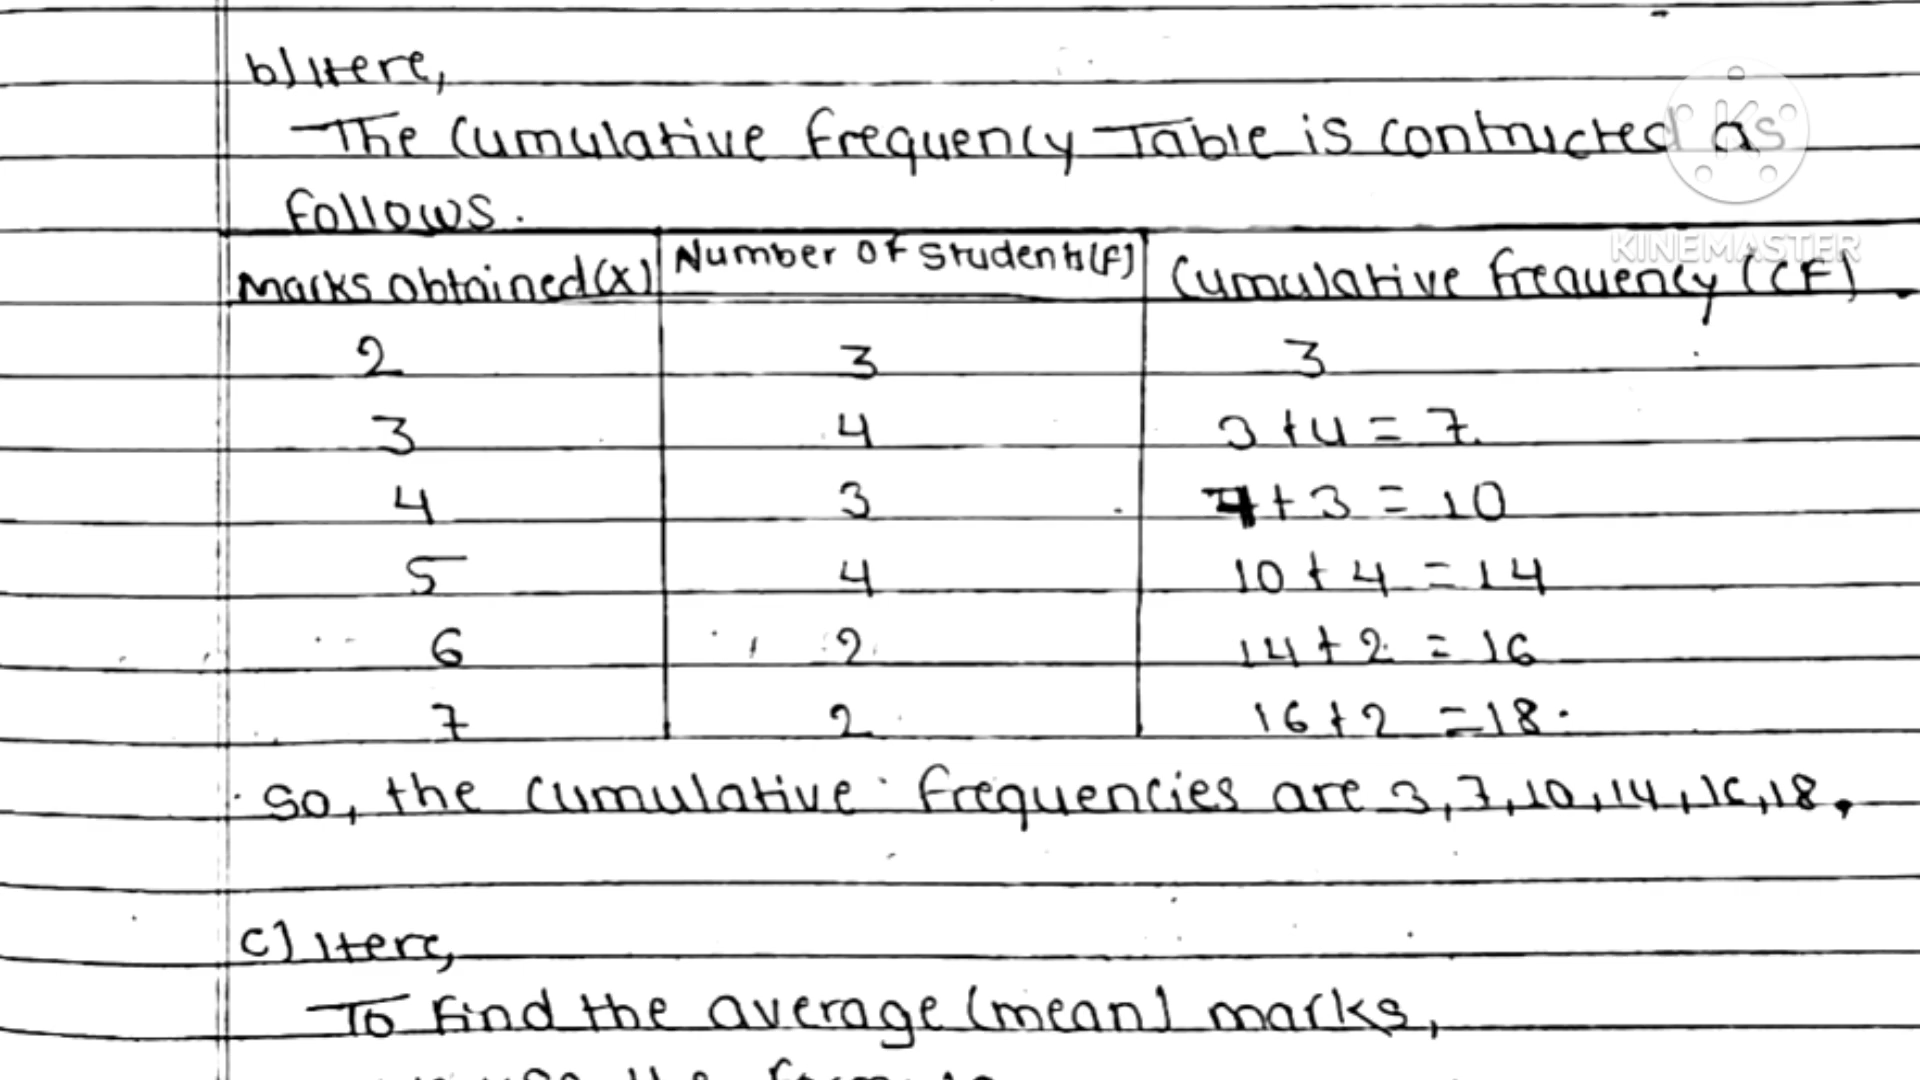 b) Here,
The Cumulative Frequency Table is contructed as
follows.
Marks obtained (x) Number of Students (f) Cumulative frequency (CF)
2 3 3
3 4 3 + 4 = 7
4 3 7 + 3 = 10
5 4 10 + 4 = 14
6 2 14 + 2 = 16
7 2 16 + 2 = 18.
So, the cumulative frequencies are 3, 7, 10, 14, 16, 18.
c) Here,
To find the average (mean) marks,
KINEMASTER